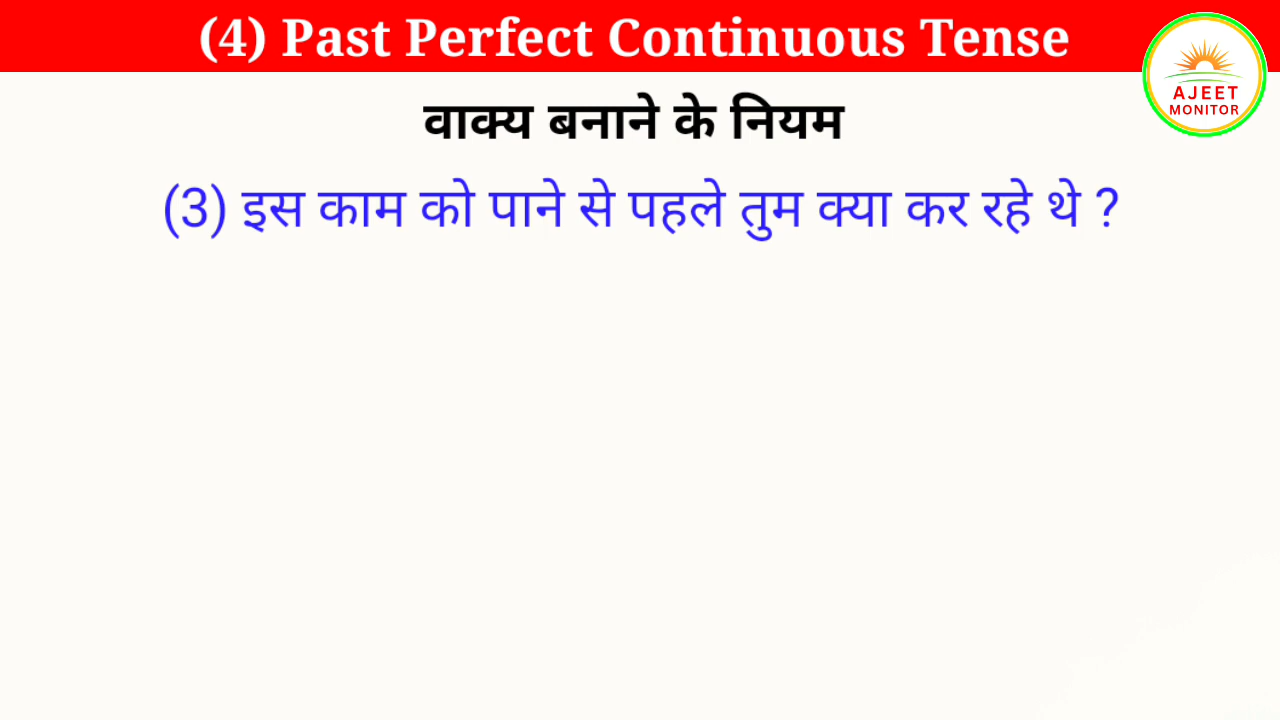 (4) Past Perfect Continuous Tense
AJEET
MONITOR
वाक्य बनाने के नियम
(3) इस काम को पाने से पहले तुम क्या कर रहे थे ?